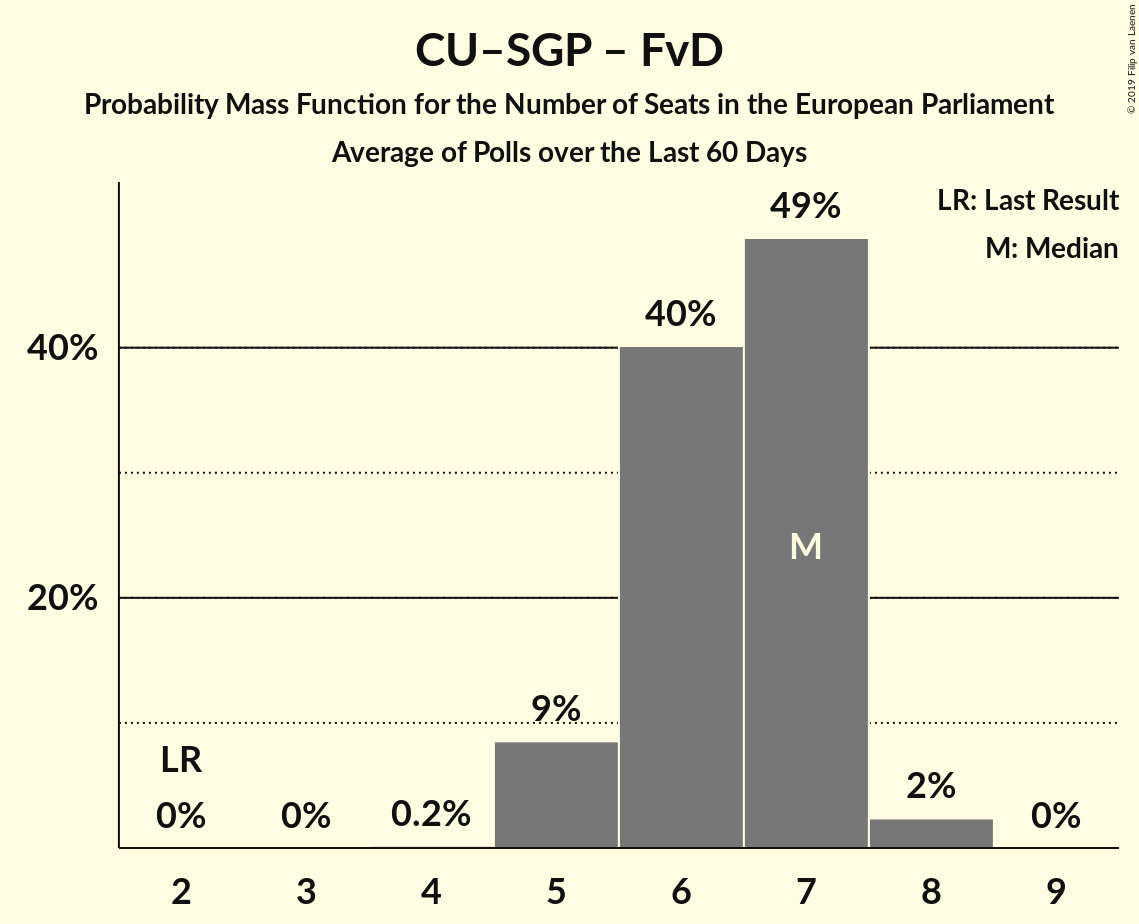 CU–SGP – FvD
Probability Mass Function for the Number of Seats in the European Parliament
Average of Polls over the Last 60 Days
© 2019 Filip van Laenen
LR: Last Result
M: Median
49%
40%
40%
M
20%
9%
LR
0%
0%
0.2%
2%
0%
2 3 4 5 6 7 8 9